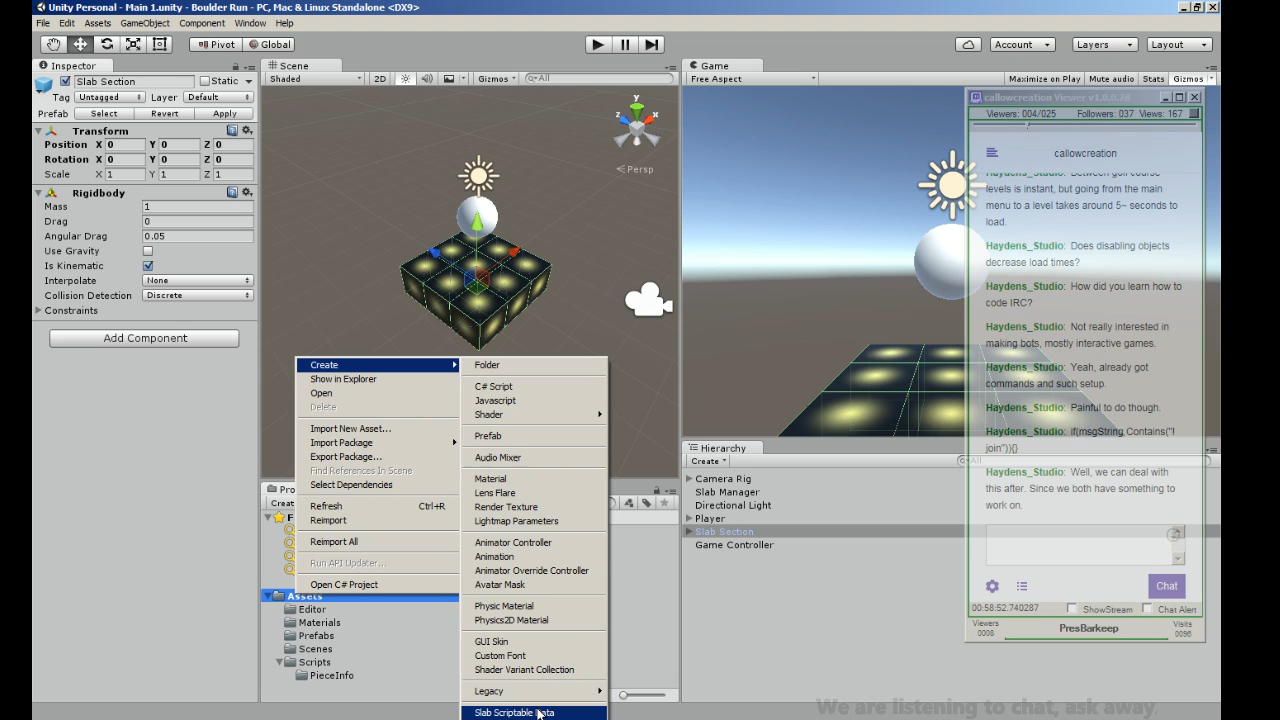 Unity Personal - Main 1.unity - Boulder Run - PC, Mac & Linux Standalone <DX9>
File Edit Assets GameObject Component Window Help
Pivot Global
Account Layers Layout
Inspector
Slab Section Static
Tag Untagged Layer Default
Prefab Select Revert Apply
Transform
Position X 0 Y 0 Z 0
Rotation X 0 Y 0 Z 0
Scale X 1 Y 1 Z 1
Rigidbody
Mass 1
Drag 0
Angular Drag 0.05
Use Gravity
Is Kinematic
Interpolate None
Collision Detection Discrete
Constraints
Add Component
Scene
Shaded 2D Gizmos All
y
z x
Persp
Game
Free Aspect Maximize on Play Mute audio Stats Gizmos
callowcreation Viewer v1.0.0.28
Viewers: 004/025 Followers: 037 Views: 167
callowcreation
Haydens_Studio: Between golf course
levels is instant, but going from the main
menu to a level takes around 5~ seconds to
load.
Haydens_Studio: Does disabling objects
decrease load times?
Haydens_Studio: How did you learn how to
code IRC?
Haydens_Studio: Not really interested in
making bots, mostly interactive games.
Haydens_Studio: Yeah, already got
commands and such setup.
Haydens_Studio: Painful to do though.
Haydens_Studio: if(msgString.Contains("!
join")){}
Haydens_Studio: Well, we can deal with
this after. Since we both have something to
work on.
Chat
00:58:52.740287 ShowStream Chat Alert
Viewers
0008
PresBarkeep
Visits
0096
Hierarchy
Create All
Camera Rig
Slab Manager
Directional Light
Player
Slab Section
Game Controller
Create
Show in Explorer
Open
Delete
Import New Asset...
Import Package
Export Package...
Find References In Scene
Select Dependencies
Refresh Ctrl+R
Reimport
Reimport All
Run API Updater...
Open C# Project
Folder
C# Script
Javascript
Shader
Prefab
Audio Mixer
Material
Lens Flare
Render Texture
Lightmap Parameters
Animator Controller
Animation
Animator Override Controller
Avatar Mask
Physic Material
Physics2D Material
GUI Skin
Custom Font
Shader Variant Collection
Legacy
Slab Scriptable Data
Assets
Editor
Materials
Prefabs
Scenes
Scripts
PieceInfo
We are listening to chat, ask away.